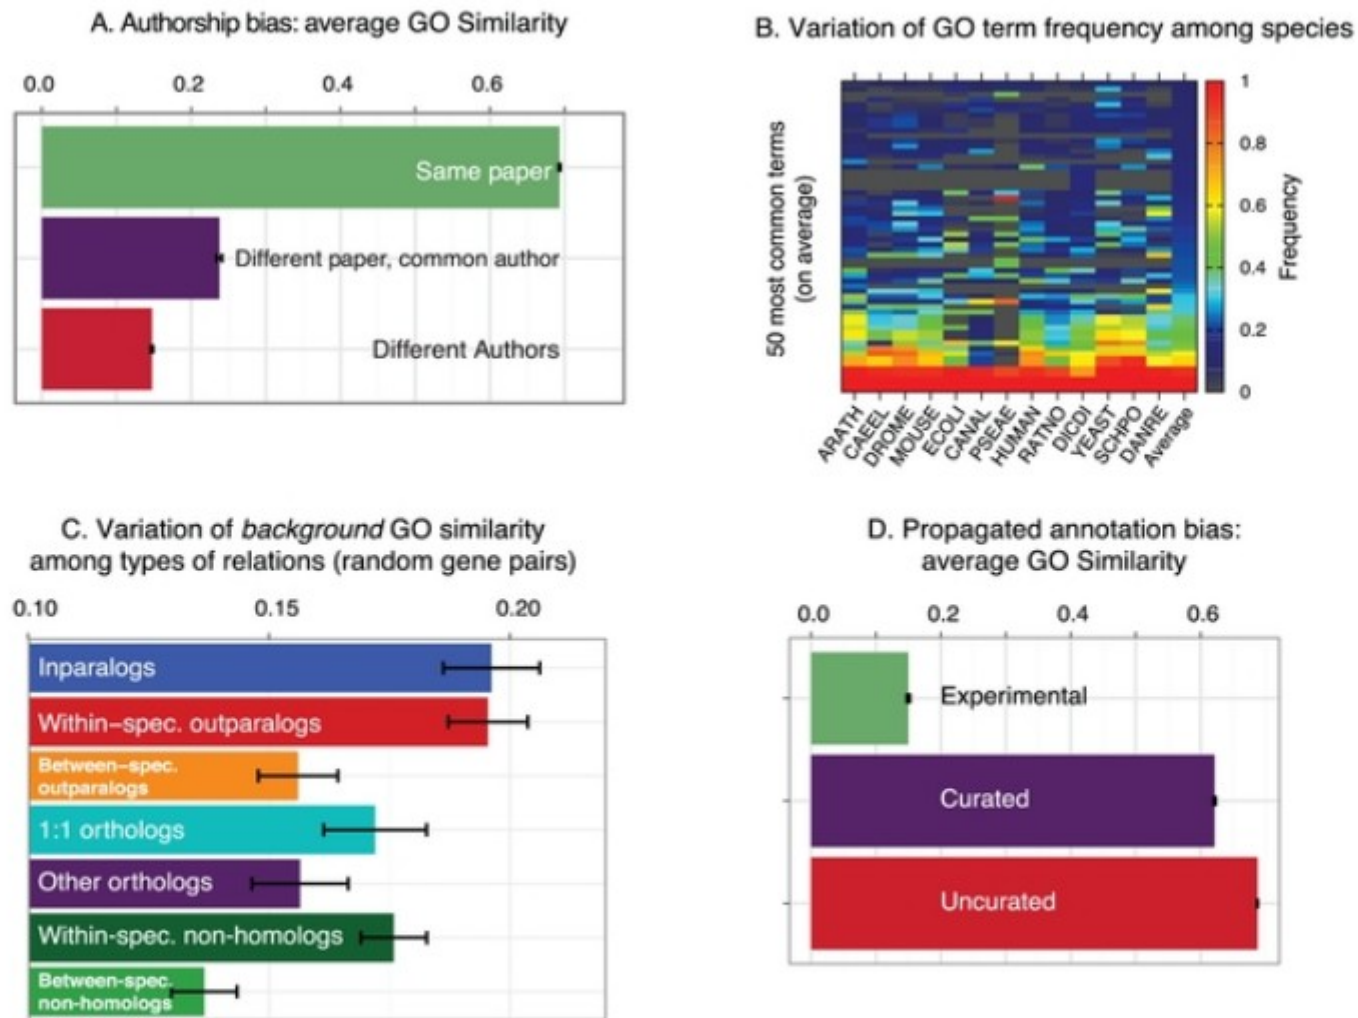 A. Authorship bias: average GO Similarity
0.0 0.2 0.4 0.6
Same paper
Different paper, common author
Different Authors
B. Variation of GO term frequency among species
50 most common terms
(on average)
1
0.8
0.6
0.4
0.2
0
Frequency
ARATH
CAEEL
DROME
MOUSE
ECOLI
CANAL
PSEAE
HUMAN
RATNO
DICDI
YEAST
SCHPO
DANRE
Average
C. Variation of background GO similarity
among types of relations (random gene pairs)
0.10 0.15 0.20
Inparalogs
Within-spec. outparalogs
Between-spec.
outparalogs
1:1 orthologs
Other orthologs
Within-spec. non-homologs
Between-spec.
non-homologs
D. Propagated annotation bias:
average GO Similarity
0.0 0.2 0.4 0.6
Experimental
Curated
Uncurated